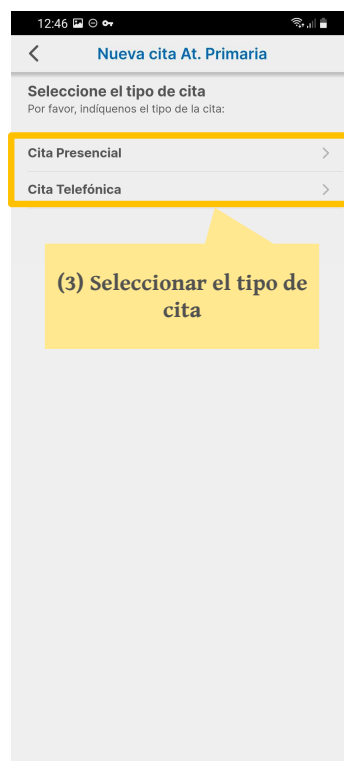 12:46
Nueva cita At. Primaria
Seleccione el tipo de cita
Por favor, indíquenos el tipo de la cita:
Cita Presencial
Cita Telefónica
(3) Seleccionar el tipo de
cita